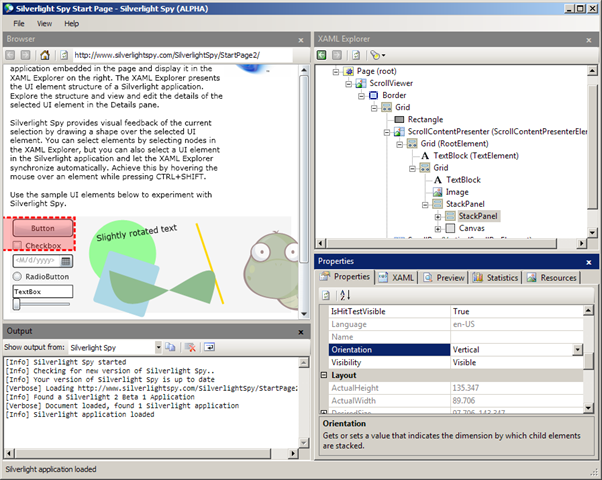 Silverlight Spy Start Page - Silverlight Spy (ALPHA)
File View Help
Browser
http://www.silverlightspy.com/SilverlightSpy/StartPage2/
application embedded in the page and display it in the
XAML Explorer on the right. The XAML Explorer presents
the UI element structure of a Silverlight application.
Explore the structure and view and edit the details of the
selected UI element in the Details pane.
Silverlight Spy provides visual feedback of the current
selection by drawing a shape over the selected UI
element. You can select elements by selecting nodes in
the XAML Explorer, but you can also select a UI element
in the Silverlight application and let the XAML Explorer
synchronize automatically. Achieve this by hovering the
mouse over an element while pressing CTRL+SHIFT.
Use the sample UI elements below to experiment with
Silverlight Spy.
Button
Checkbox
<M/d/yyyy>
RadioButton
TextBox
Slightly rotated text
Output
Show output from: Silverlight Spy
[Info] Silverlight Spy started
[Info] Checking for new version of Silverlight Spy..
[Info] Your version of Silverlight Spy is up to date
[Verbose] Loading http://www.silverlightspy.com/SilverlightSpy/StartPage2
[Info] Found a Silverlight 2 Beta 1 Application
[Verbose] Document loaded, found 1 Silverlight application
[Info] Silverlight application loaded
XAML Explorer
Page (root)
ScrollViewer
Border
Grid
Rectangle
ScrollContentPresenter (ScrollContentPresenterEler
Grid (RootElement)
TextBlock (TextElement)
Grid
TextBlock
Image
StackPanel
StackPanel
Canvas
Properties
Properties XAML Preview Statistics Resources
IsHitTestVisible True
Language en-US
Name
Orientation Vertical
Visibility Visible
Layout
ActualHeight 135.347
ActualWidth 89.706
Orientation
Gets or sets a value that indicates the dimension by which child elements
are stacked.
Silverlight application loaded